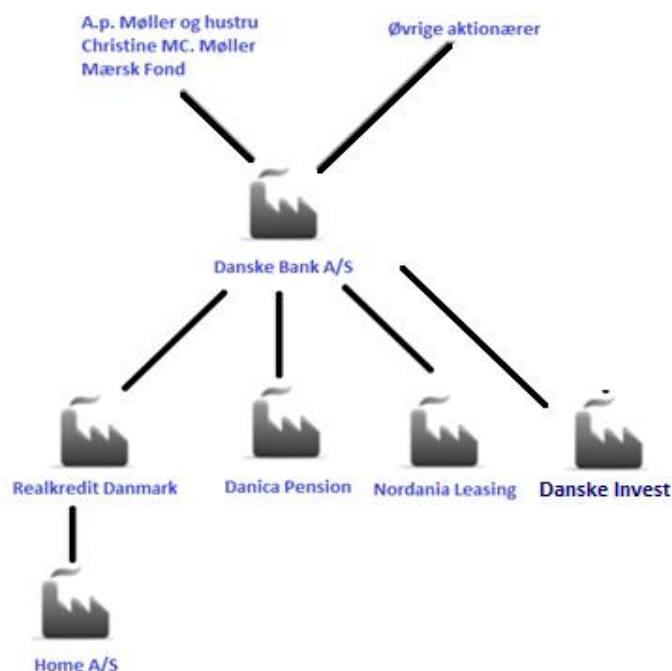 A.p. Møller og hustru
Christine MC. Møller
Mærsk Fond
Øvrige aktionærer
Danske Bank A/S
Realkredit Danmark
Danica Pension
Nordania Leasing
Danske Invest
Home A/S